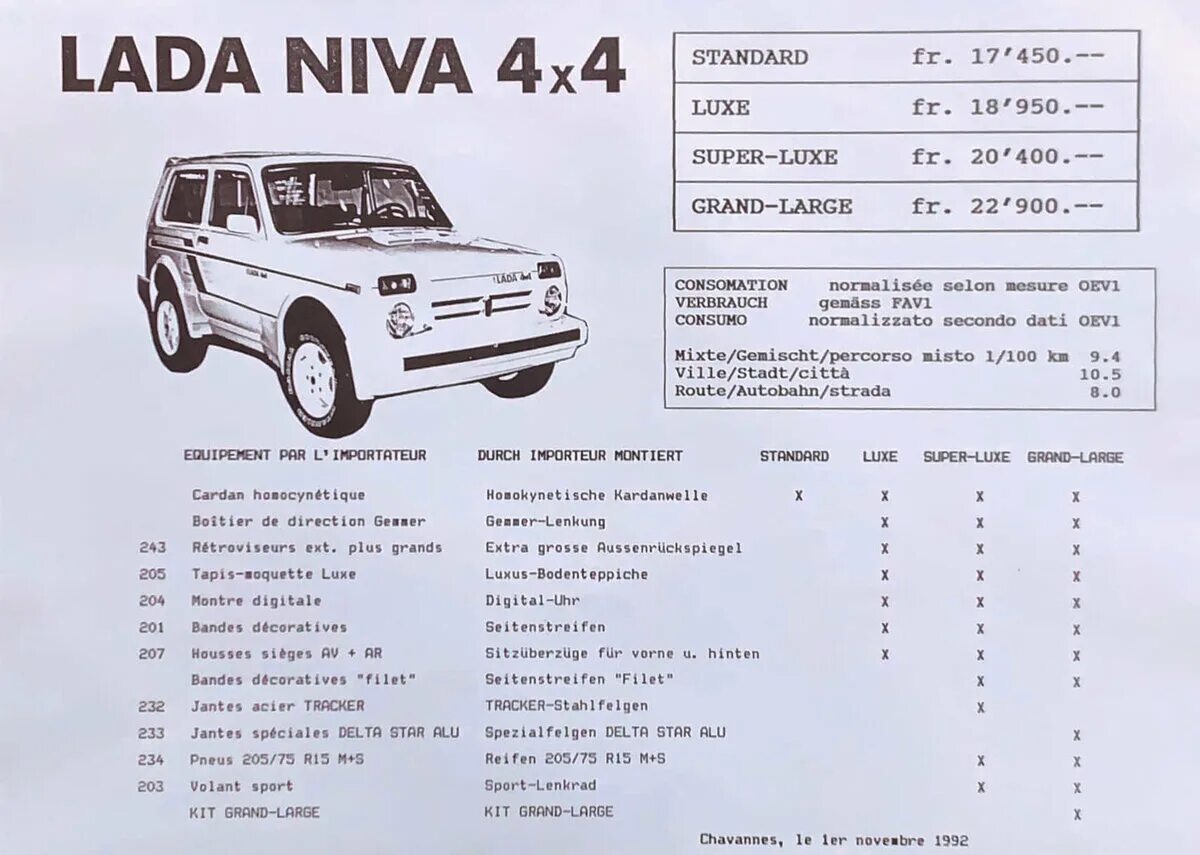 LADA NIVA 4x4
STANDARD fr. 17'450.--
LUXE fr. 18'950.--
SUPER-LUXE fr. 20'400.--
GRAND-LARGE fr. 22'900.--
LADA 4x4
CONSOMATION normalisée selon mesure OEV1
VERBRAUCH gemäss FAV1
CONSUMO normalizzato secondo dati OEV1
Mixte/Gemischt/percorso misto l/100 km 9.4
Ville/Stadt/città 10.5
Route/Autobahn/strada 8.0
EQUIPEMENT PAR L'IMPORTATEUR DURCH IMPORTEUR MONTIERT STANDARD LUXE SUPER-LUXE GRAND-LARGE
Cardan homocynétique Homokynetische Kardanwelle X X X X
Boîtier de direction Gemmer Gemmer-Lenkung X X X
243 Rétroviseurs ext. plus grands Extra grosse Aussenrückspiegel X X X
205 Tapis-moquette Luxe Luxus-Bodenteppiche X X X
204 Montre digitale Digital-Uhr X X X
201 Bandes décoratives Seitenstreifen X X X
207 Housses sièges AV + AR Sitzüberzüge für vorne u. hinten X X X
Bandes décoratives "filet" Seitenstreifen "Filet" X X
232 Jantes acier TRACKER TRACKER-Stahlfelgen X
233 Jantes spéciales DELTA STAR ALU Spezialfelgen DELTA STAR ALU X
234 Pneus 205/75 R15 M+S Reifen 205/75 R15 M+S X X
203 Volant sport Sport-Lenkrad X X
KIT GRAND-LARGE KIT GRAND-LARGE X
Chavannes, le 1er novembre 1992